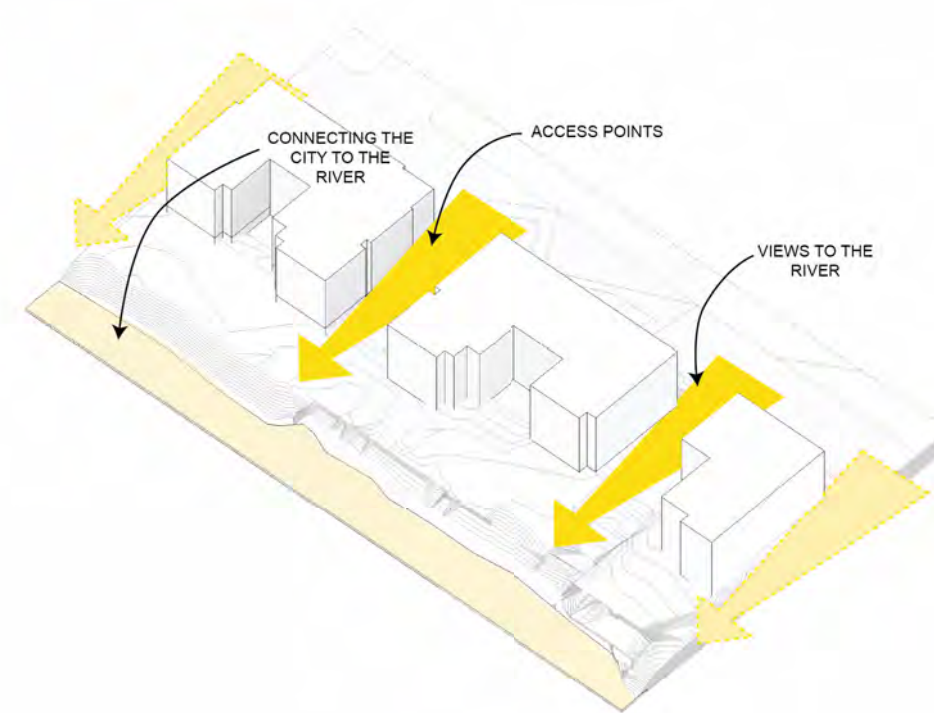 CONNECTING THE
CITY TO THE
RIVER
ACCESS POINTS
VIEWS TO THE
RIVER